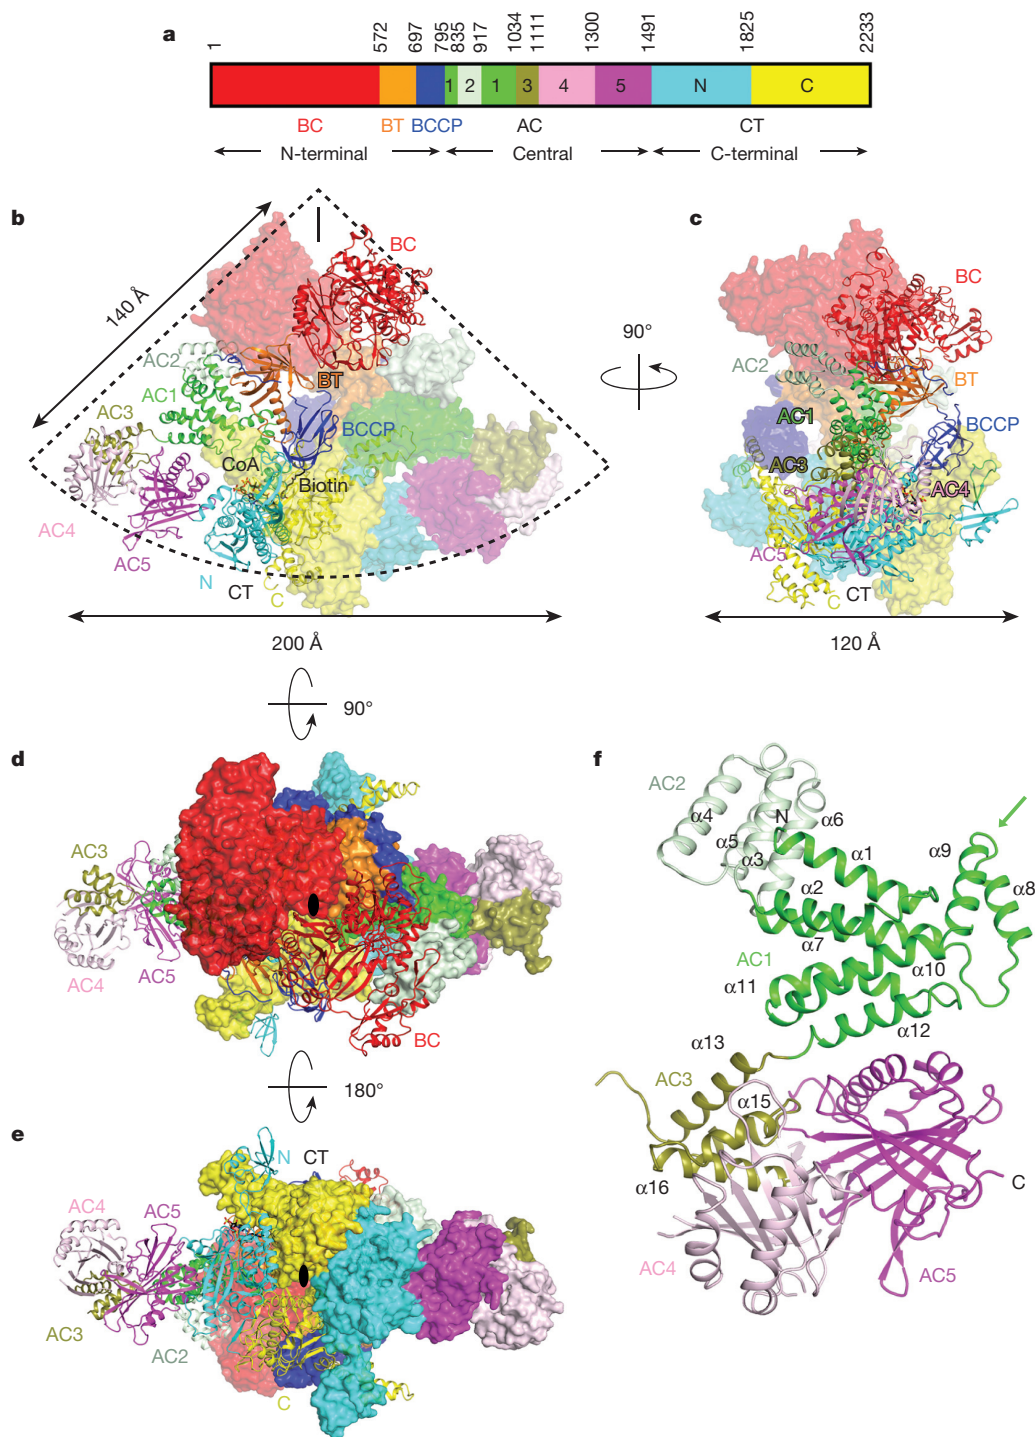 a
1 572 697 795 835 917 1034 1111 1300 1491 1825 2233
1 2 1 3 4 5 N C
BC BT BCCP AC CT
N-terminal Central C-terminal
b
140 Å
BC
AC2
BT
AC1
AC3
BCCP
CoA
Biotin
AC4
AC5
N
CT
C
200 Å
90°
c
BC
AC2
BT
AC1
BCCP
AC3
AC4
AC5
CT
N
C
120 Å
90°
d
AC3
AC5
AC4
BC
180°
e
N
CT
AC4
AC5
AC3
AC2
C
f
AC2
α4
N
α6
α5
α3
α1
α9
α8
α2
α7
AC1
α10
α11
α12
α13
AC3
α15
α16
C
AC4
AC5